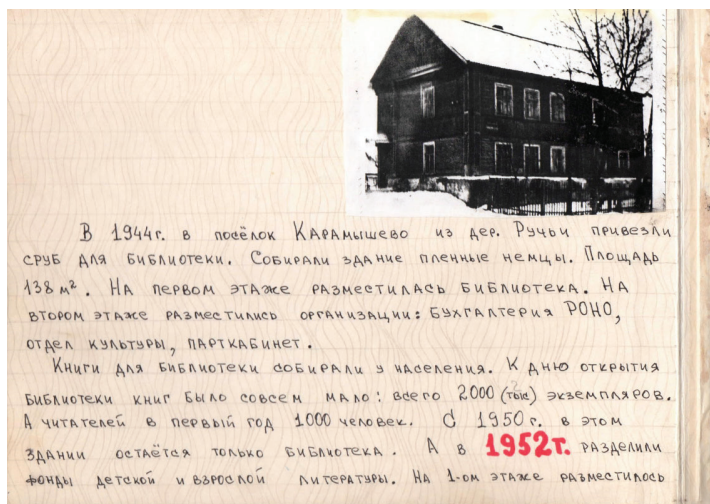 В 1944г. в посёлок Карамышево из дер. Ручьи привезли
сруб для библиотеки. Собирали здание пленные немцы. Площадь
138 м². На первом этаже разместилась библиотека. На
втором этаже разместились организации: бухгалтерия РОНО,
отдел культуры, парткабинет.
Книги для библиотеки собирали у населения. К дню открытия
библиотеки книг было совсем мало: всего 2000 (тыс) экземпляров.
А читателей в первый год 1000 человек. С 1950г. в этом
здании остаётся только библиотека. А в 1952г. разделили
фонды детской и взрослой литературы. На 1-ом этаже разместилось